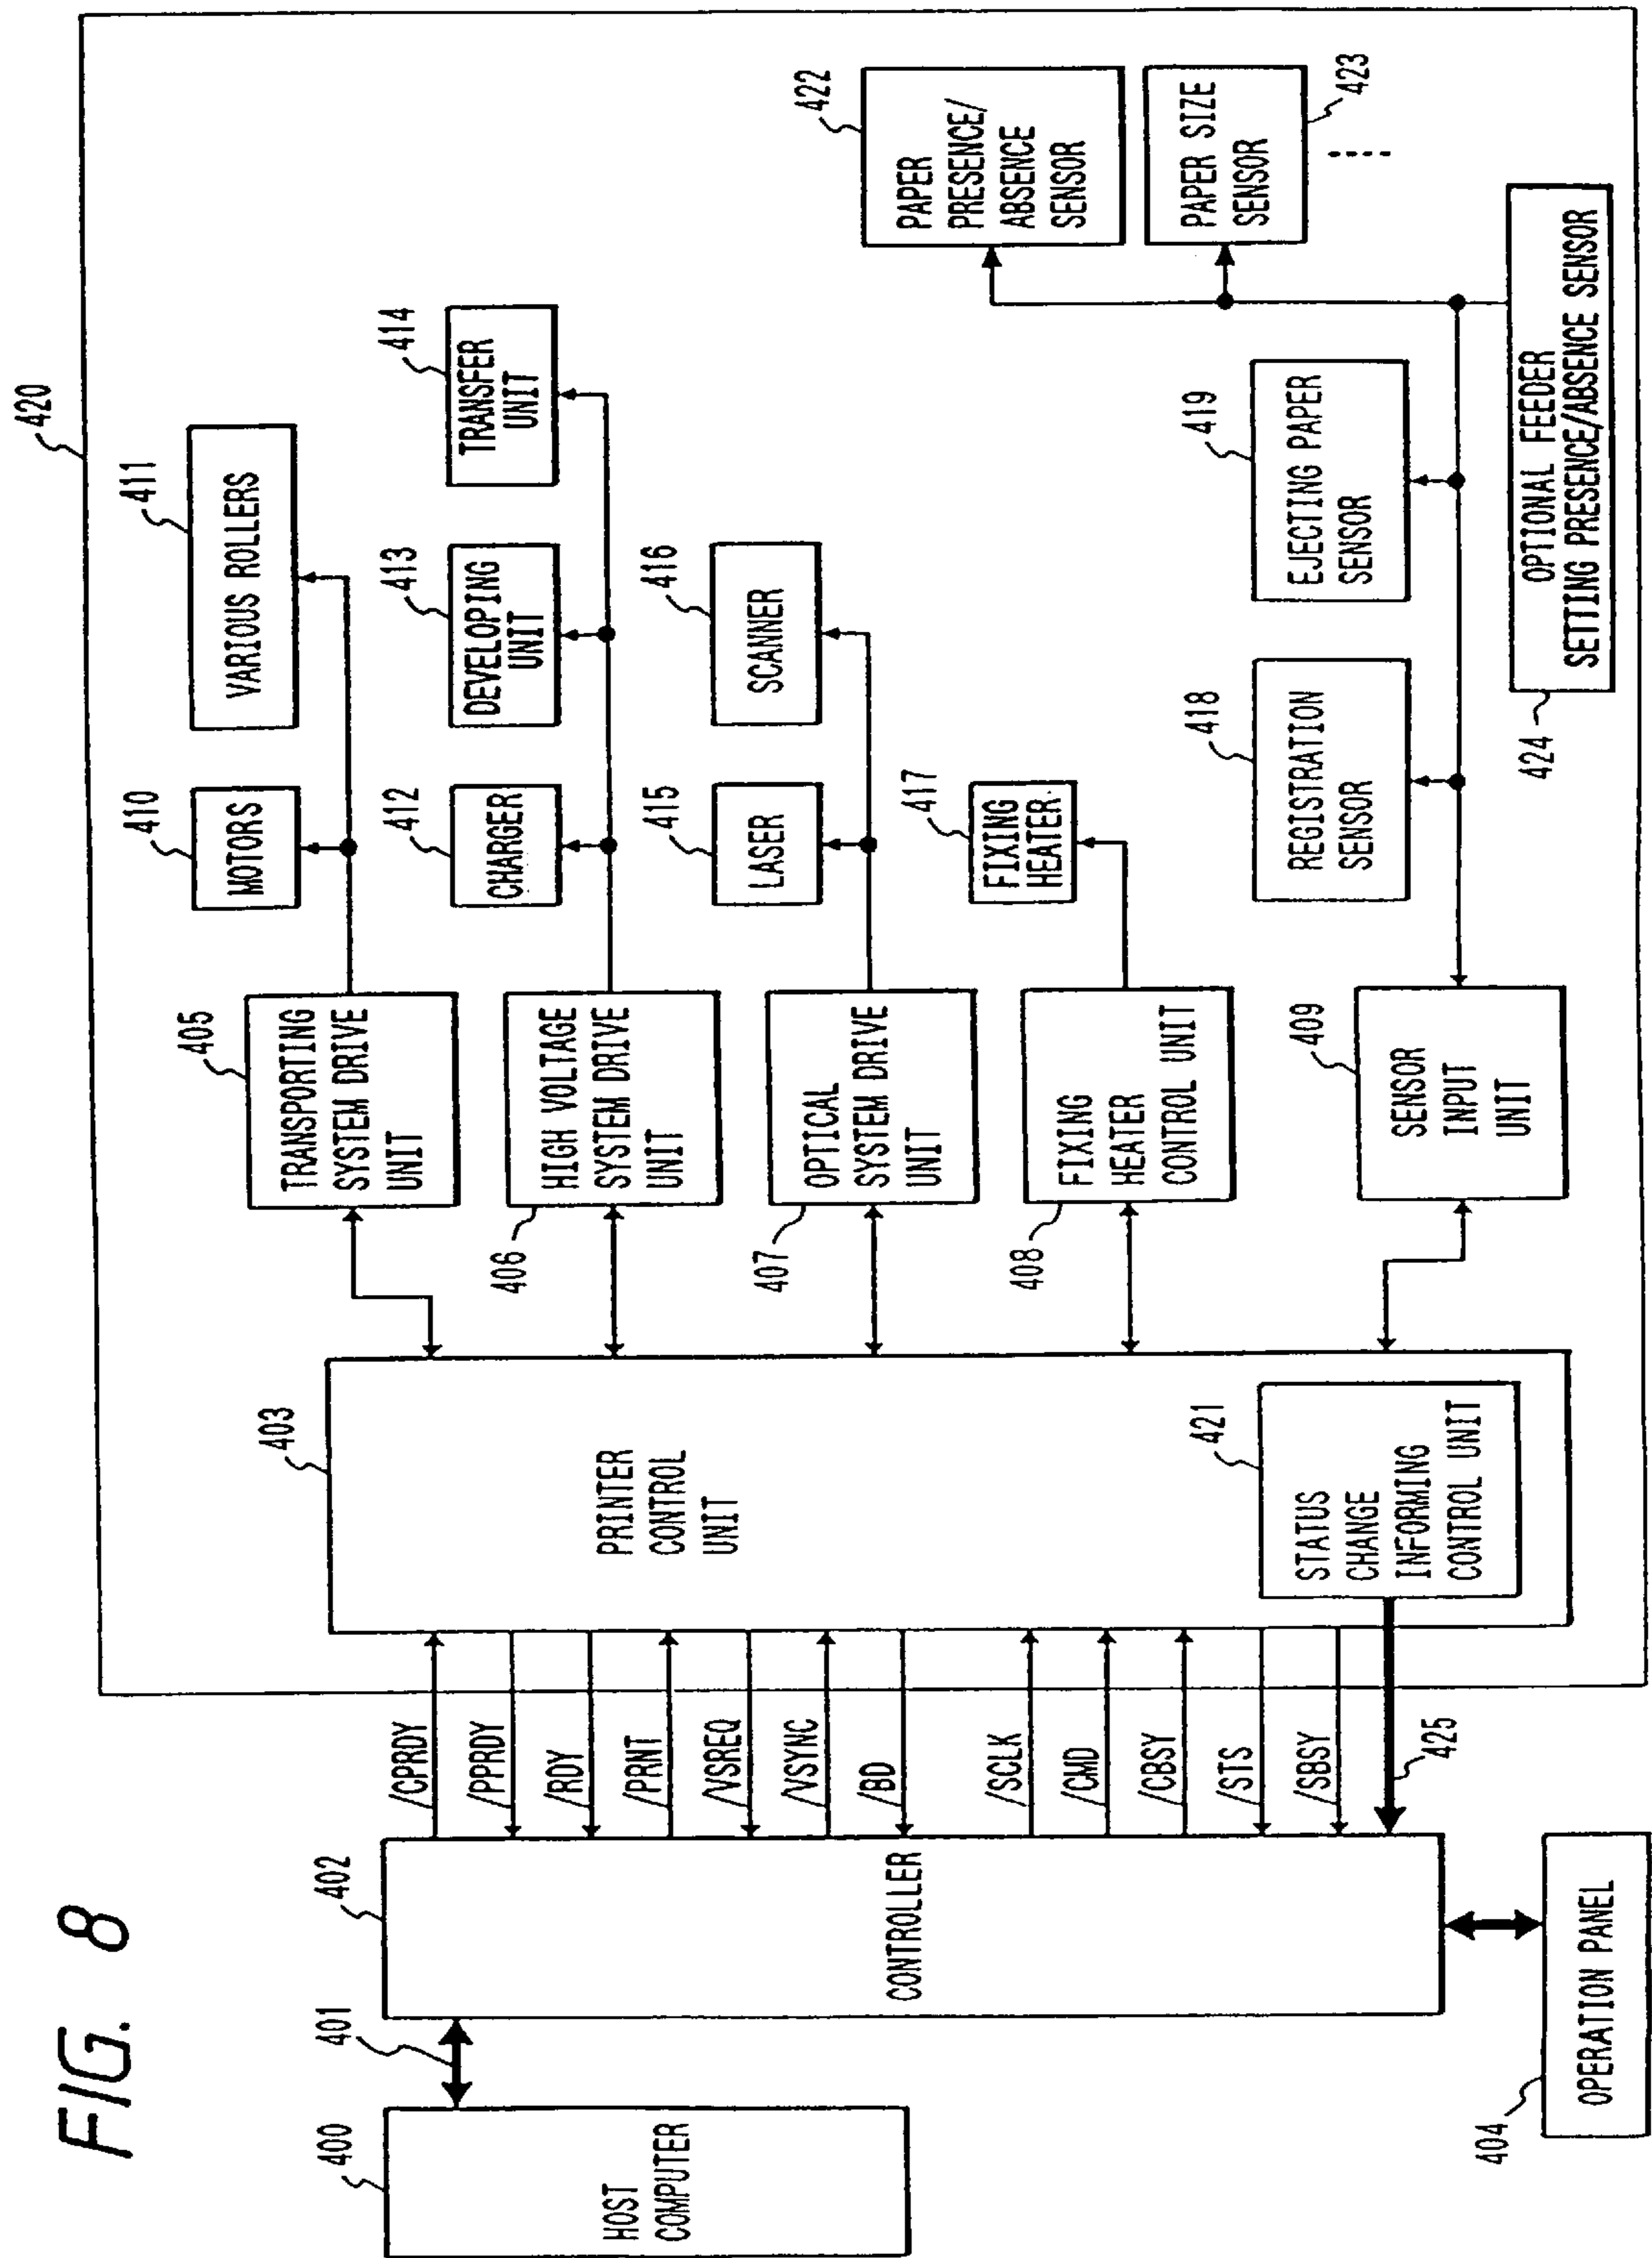 FIG. 8
420
400
HOST
COMPUTER
401
402
CONTROLLER
404
OPERATION PANEL
/CPRDY
/PPRDY
/RDY
/PRNT
/VSREQ
/VSYNC
/BD
/SCLK
/CMD
/CBSY
/STS
/SBSY
425
403
PRINTER
CONTROL
UNIT
421
STATUS
CHANGE
INFORMING
CONTROL UNIT
405
TRANSPORTING
SYSTEM DRIVE
UNIT
406
HIGH VOLTAGE
SYSTEM DRIVE
UNIT
407
OPTICAL
SYSTEM DRIVE
UNIT
408
FIXING
HEATER
CONTROL UNIT
409
SENSOR
INPUT
UNIT
410
MOTORS
411
VARIOUS ROLLERS
412
CHARGER
413
DEVELOPING
UNIT
414
TRANSFER
UNIT
415
LASER
416
SCANNER
417
FIXING
HEATER
418
REGISTRATION
SENSOR
419
EJECTING PAPER
SENSOR
422
PAPER
PRESENCE/
ABSENCE
SENSOR
423
PAPER SIZE
SENSOR
424
OPTIONAL FEEDER
SETTING PRESENCE/ABSENCE SENSOR